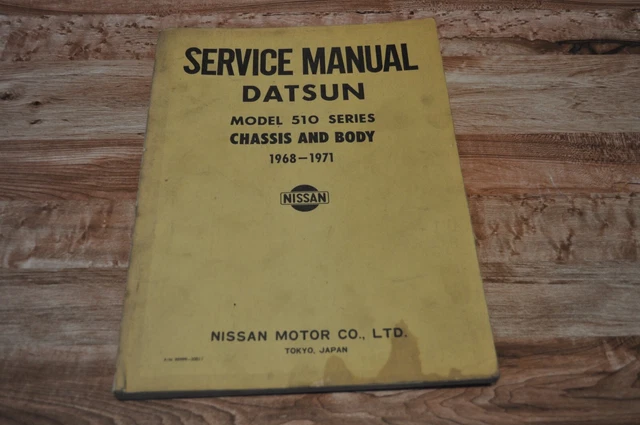 SERVICE MANUAL
DATSUN
MODEL 510 SERIES
CHASSIS AND BODY
1968-1971
NISSAN
NISSAN MOTOR CO., LTD.
TOKYO, JAPAN